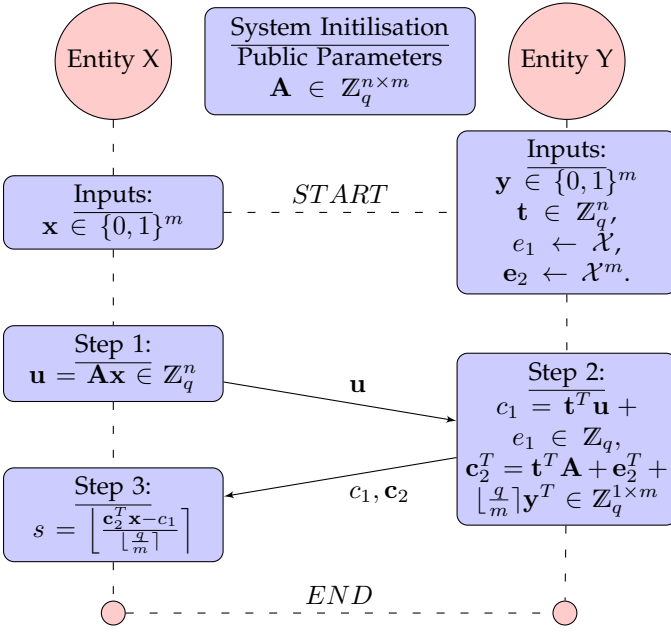 Entity X
System Initilisation
Public Parameters
𝐀 ∈ ℤ_q^{n×m}
Entity Y
Inputs:
𝐱 ∈ {0, 1}^m
START
Inputs:
𝐲 ∈ {0, 1}^m
𝐭 ∈ ℤ_q^n,
e_1 ← 𝒳,
𝐞_2 ← 𝒳^m.
Step 1:
𝐮 = 𝐀𝐱 ∈ ℤ_q^n
𝐮
Step 2:
c_1 = 𝐭^T 𝐮 +
e_1 ∈ ℤ_q,
𝐜_2^T = 𝐭^T 𝐀 + 𝐞_2^T +
⌊q/m⌉𝐲^T ∈ ℤ_q^{1×m}
c_1, 𝐜_2
Step 3:
s = ⌊(𝐜_2^T 𝐱−c_1)/⌊q/m⌉⌉
END